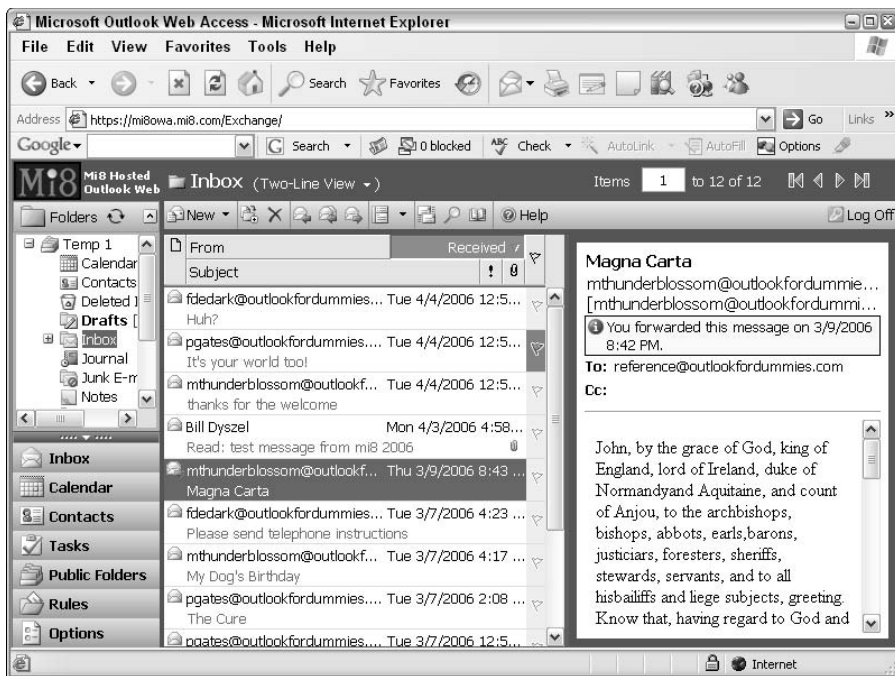 Microsoft Outlook Web Access - Microsoft Internet Explorer
File Edit View Favorites Tools Help
Back Search Favorites
Address https://mi8owa.mi8.com/Exchange/ Go Links »
Google Search 0 blocked ABC Check AutoLink AutoFill Options
Mi8 Mi8 Hosted Outlook Web
Inbox (Two-Line View) Items 1 to 12 of 12
Folders New Help Log Off
Temp 1
Calendar
Contacts
Deleted
Drafts [
Inbox
Journal
Junk E-m
Notes
Inbox
Calendar
Contacts
Tasks
Public Folders
Rules
Options
From Received
Subject !
fdedark@outlookfordummies... Tue 4/4/2006 12:5...
Huh?
pgates@outlookfordummies.... Tue 4/4/2006 12:5...
It's your world too!
mthunderblossom@outlookf... Tue 4/4/2006 12:5...
thanks for the welcome
Bill Dyszel Mon 4/3/2006 4:58...
Read: test message from mi8 2006
mthunderblossom@outlookf... Thu 3/9/2006 8:43 ...
Magna Carta
fdedark@outlookfordummies... Tue 3/7/2006 4:23 ...
Please send telephone instructions
mthunderblossom@outlookf... Tue 3/7/2006 4:17 ...
My Dog's Birthday
pgates@outlookfordummies.... Tue 3/7/2006 2:08 ...
The Cure
pgates@outlookfordummies.... Tue 3/7/2006 12:5...
Magna Carta
mthunderblossom@outlookfordummie...
[mthunderblossom@outlookfordummi...
You forwarded this message on 3/9/2006
8:42 PM.
To: reference@outlookfordummies.com
Cc:
John, by the grace of God, king of
England, lord of Ireland, duke of
Normandyand Aquitaine, and count
of Anjou, to the archbishops,
bishops, abbots, earls,barons,
justiciars, foresters, sheriffs,
stewards, servants, and to all
hisbailiffs and liege subjects, greeting.
Know that, having regard to God and
Internet